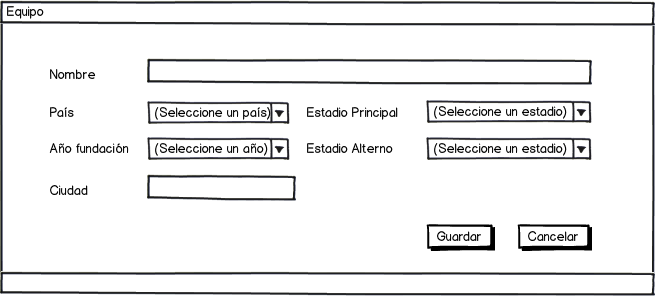 Equipo
Nombre
País (Seleccione un país) Estadio Principal (Seleccione un estadio)
Año fundación (Seleccione un año) Estadio Alterno (Seleccione un estadio)
Ciudad
Guardar Cancelar